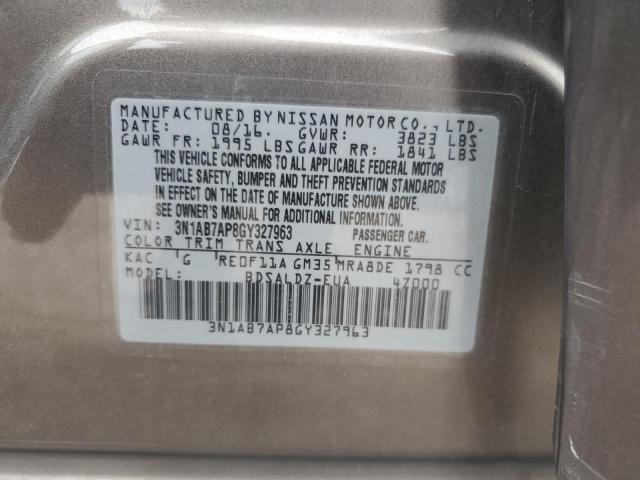 MANUFACTURED BY NISSAN MOTOR CO., LTD.
DATE: 08/16. GVWR: 3823 LBS
GAWR FR: 1995 LBS GAWR RR: 1841 LBS
THIS VEHICLE CONFORMS TO ALL APPLICABLE FEDERAL MOTOR
VEHICLE SAFETY, BUMPER AND THEFT PREVENTION STANDARDS
IN EFFECT ON THE DATE OF MANUFACTURE SHOWN ABOVE.
SEE OWNER'S MANUAL FOR ADDITIONAL INFORMATION.
VIN: 3N1AB7AP8GY327963 PASSENGER CAR.
COLOR TRIM TRANS AXLE ENGINE
KAC G RE0F11A GM35 MRA8DE 1798 CC
MODEL: BDSALDZ-EUA 4Z000
3N1AB7AP8GY327963